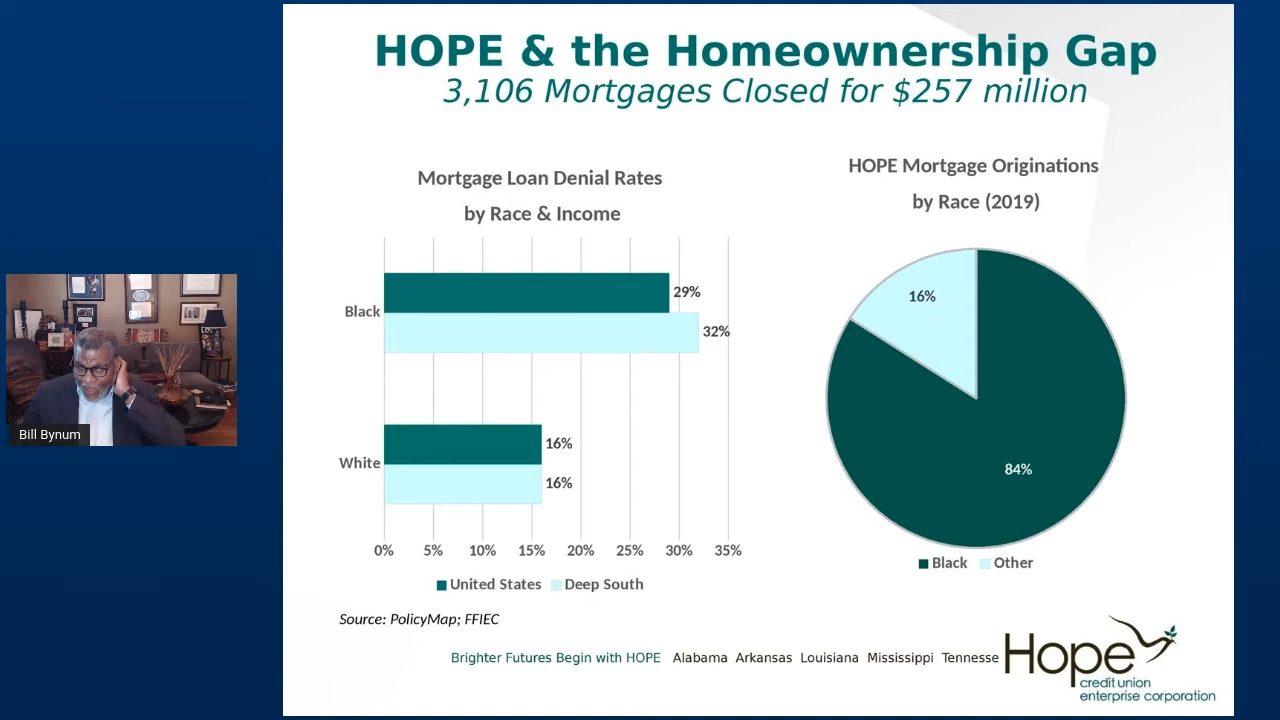 HOPE & the Homeownership Gap
3,106 Mortgages Closed for $257 million
Mortgage Loan Denial Rates
by Race & Income
Black
29%
32%
White
16%
16%
0% 5% 10% 15% 20% 25% 30% 35%
United States Deep South
HOPE Mortgage Originations
by Race (2019)
16%
84%
Black Other
Bill Bynum
Source: PolicyMap; FFIEC
Brighter Futures Begin with HOPE Alabama Arkansas Louisiana Mississippi Tennesse
Hope
credit union
enterprise corporation